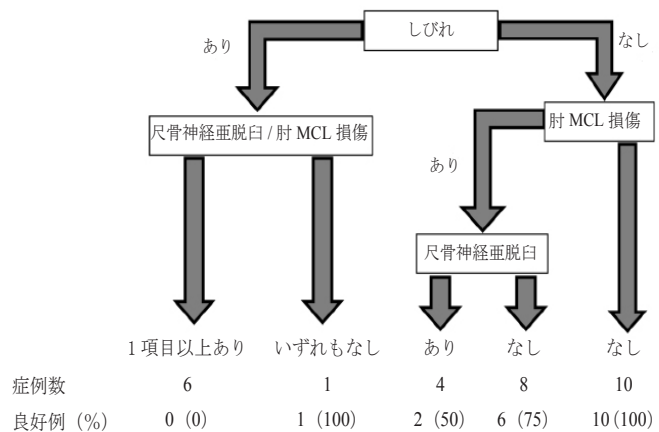 しびれ
あり
なし
尺骨神経亜脱臼 / 肘 MCL 損傷
肘 MCL 損傷
あり
尺骨神経亜脱臼
1 項目以上あり いずれもなし あり なし なし
症例数 6 1 4 8 10
良好例（%） 0（0） 1（100） 2（50） 6（75） 10（100）